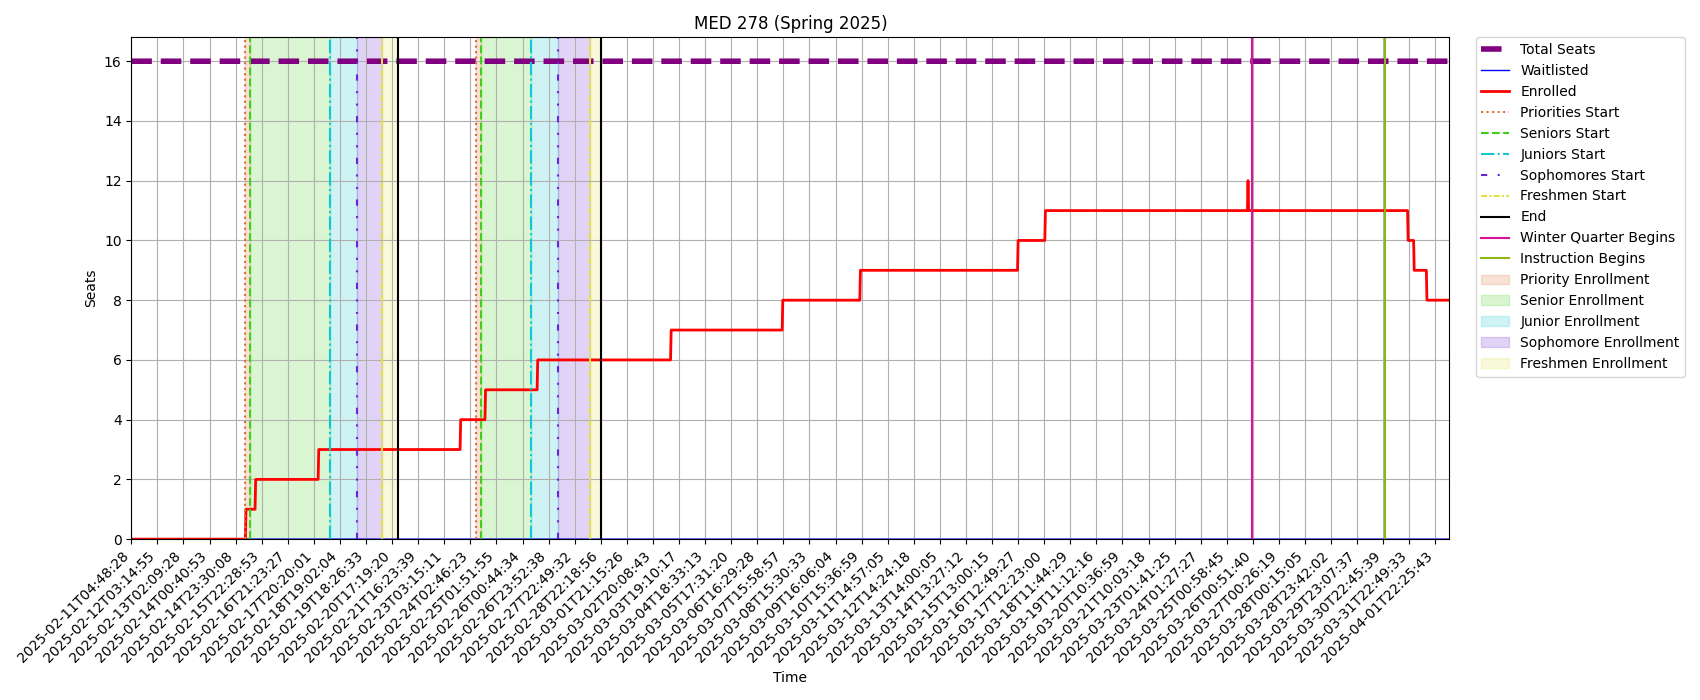 MED 278 (Spring 2025)
Seats
16
14
12
10
8
6
4
2
0
2025-02-11T04:48:28
2025-02-12T03:14:55
2025-02-13T02:09:28
2025-02-14T00:40:53
2025-02-14T23:30:08
2025-02-15T22:28:53
2025-02-16T21:23:27
2025-02-17T20:20:01
2025-02-18T19:02:04
2025-02-19T18:26:33
2025-02-20T17:19:20
2025-02-21T16:23:39
2025-02-23T03:15:11
2025-02-24T02:46:23
2025-02-25T01:51:55
2025-02-26T00:44:34
2025-02-26T23:52:38
2025-02-27T22:49:32
2025-02-28T22:18:56
2025-03-01T21:15:26
2025-03-02T20:08:43
2025-03-03T19:10:17
2025-03-04T18:33:13
2025-03-05T17:31:20
2025-03-06T16:29:28
2025-03-07T15:58:57
2025-03-08T15:30:33
2025-03-09T16:06:04
2025-03-10T15:36:59
2025-03-11T14:57:05
2025-03-12T14:24:18
2025-03-13T14:00:05
2025-03-14T13:27:12
2025-03-15T13:00:15
2025-03-16T12:49:27
2025-03-17T12:23:00
2025-03-18T11:44:29
2025-03-19T11:12:16
2025-03-20T10:36:59
2025-03-21T10:03:18
2025-03-23T01:41:25
2025-03-24T01:27:27
2025-03-25T00:58:45
2025-03-26T00:51:40
2025-03-27T00:26:19
2025-03-28T00:15:05
2025-03-28T23:42:02
2025-03-29T23:07:37
2025-03-30T22:45:39
2025-03-31T22:49:33
2025-04-01T22:25:43
Time
Total Seats
Waitlisted
Enrolled
Priorities Start
Seniors Start
Juniors Start
Sophomores Start
Freshmen Start
End
Winter Quarter Begins
Instruction Begins
Priority Enrollment
Senior Enrollment
Junior Enrollment
Sophomore Enrollment
Freshmen Enrollment